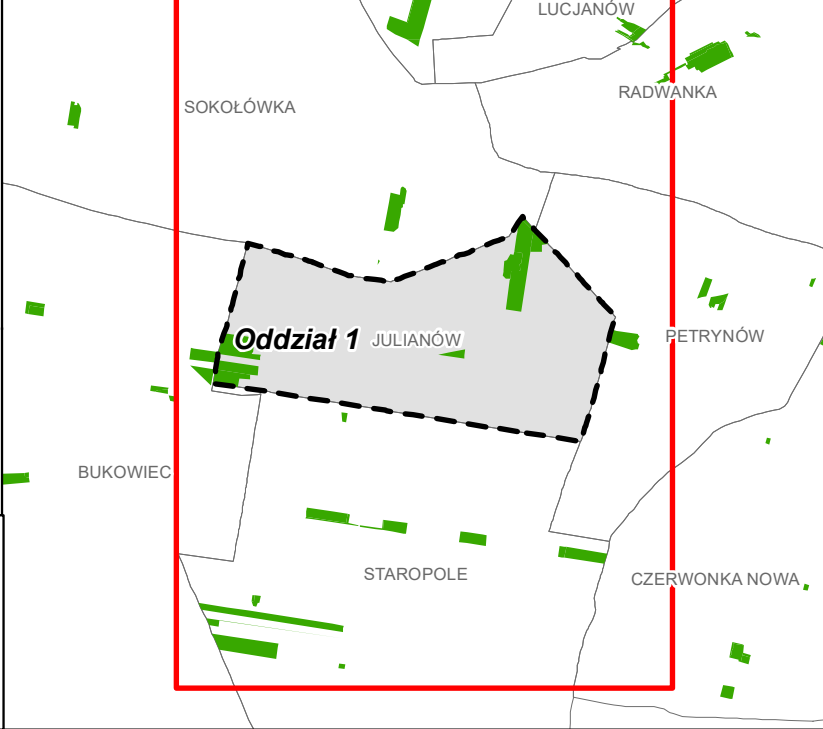 LUCJANÓW
RADWANKA
SOKOŁÓWKA
Oddział 1 JULIANÓW
PETRYNÓW
BUKOWIEC
STAROPOLE
CZERWONKA NOWA